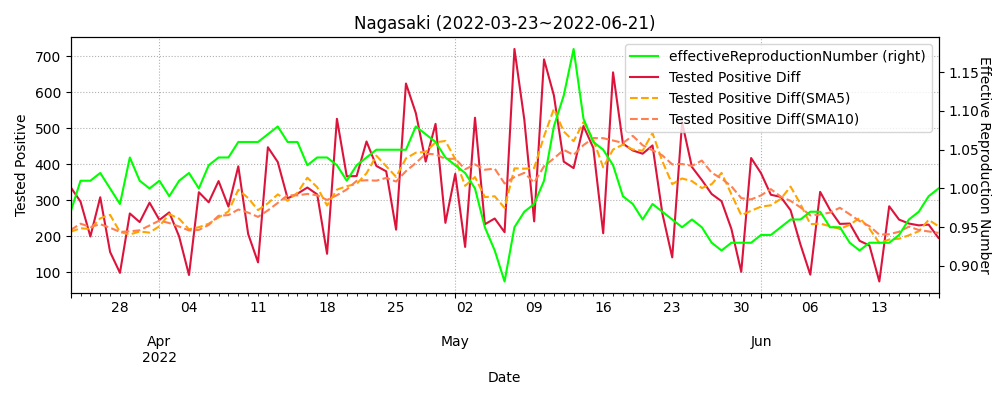 Nagasaki (2022-03-23~2022-06-21)
effectiveReproductionNumber (right)
Tested Positive Diff
Tested Positive Diff(SMA5)
Tested Positive Diff(SMA10)
Tested Positive
700
600
500
400
300
200
100
1.15
1.10
1.05
1.00
0.95
0.90
Effective Reproduction Number
28 04 11 18 25 02 09 16 23 30 06 13
Apr May Jun
2022
Date